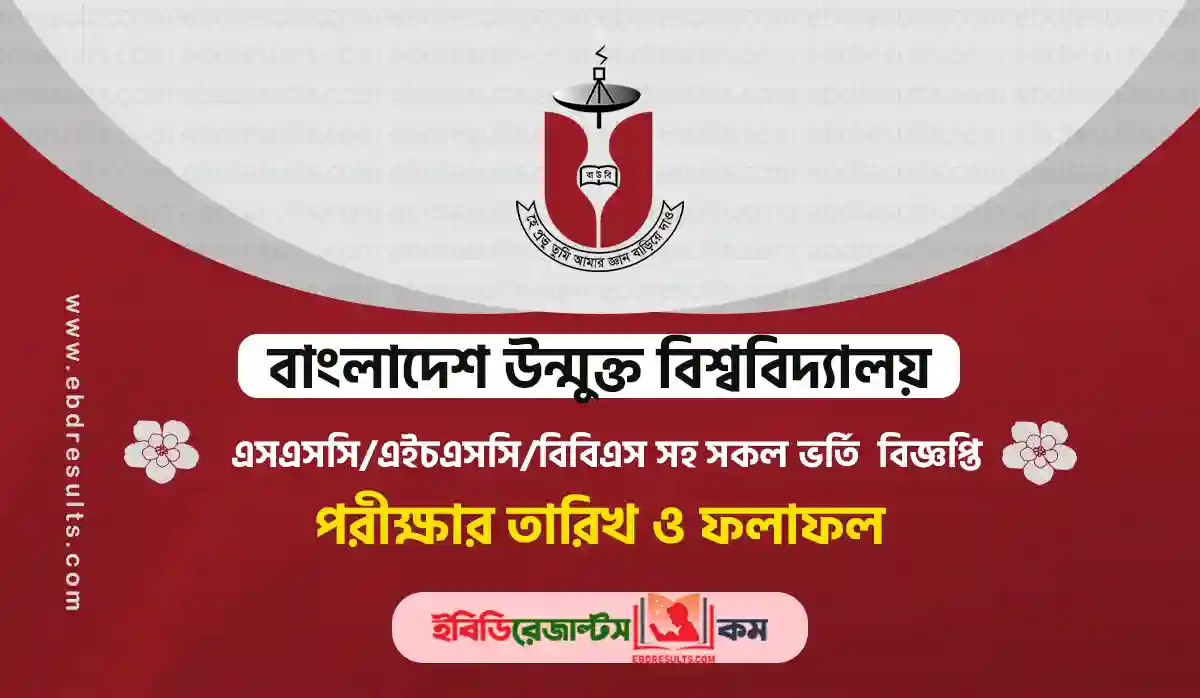 বা উ বি
হে প্রভু তুমি আমার জ্ঞান বাড়িয়ে দাও
বাংলাদেশ উন্মুক্ত বিশ্ববিদ্যালয়
এসএসসি/এইচএসসি/বিবিএস সহ সকল ভর্তি বিজ্ঞপ্তি
পরীক্ষার তারিখ ও ফলাফল
www.ebdresults.com
ইবিডিরেজাল্টস কম
EBDRESULTS.COM